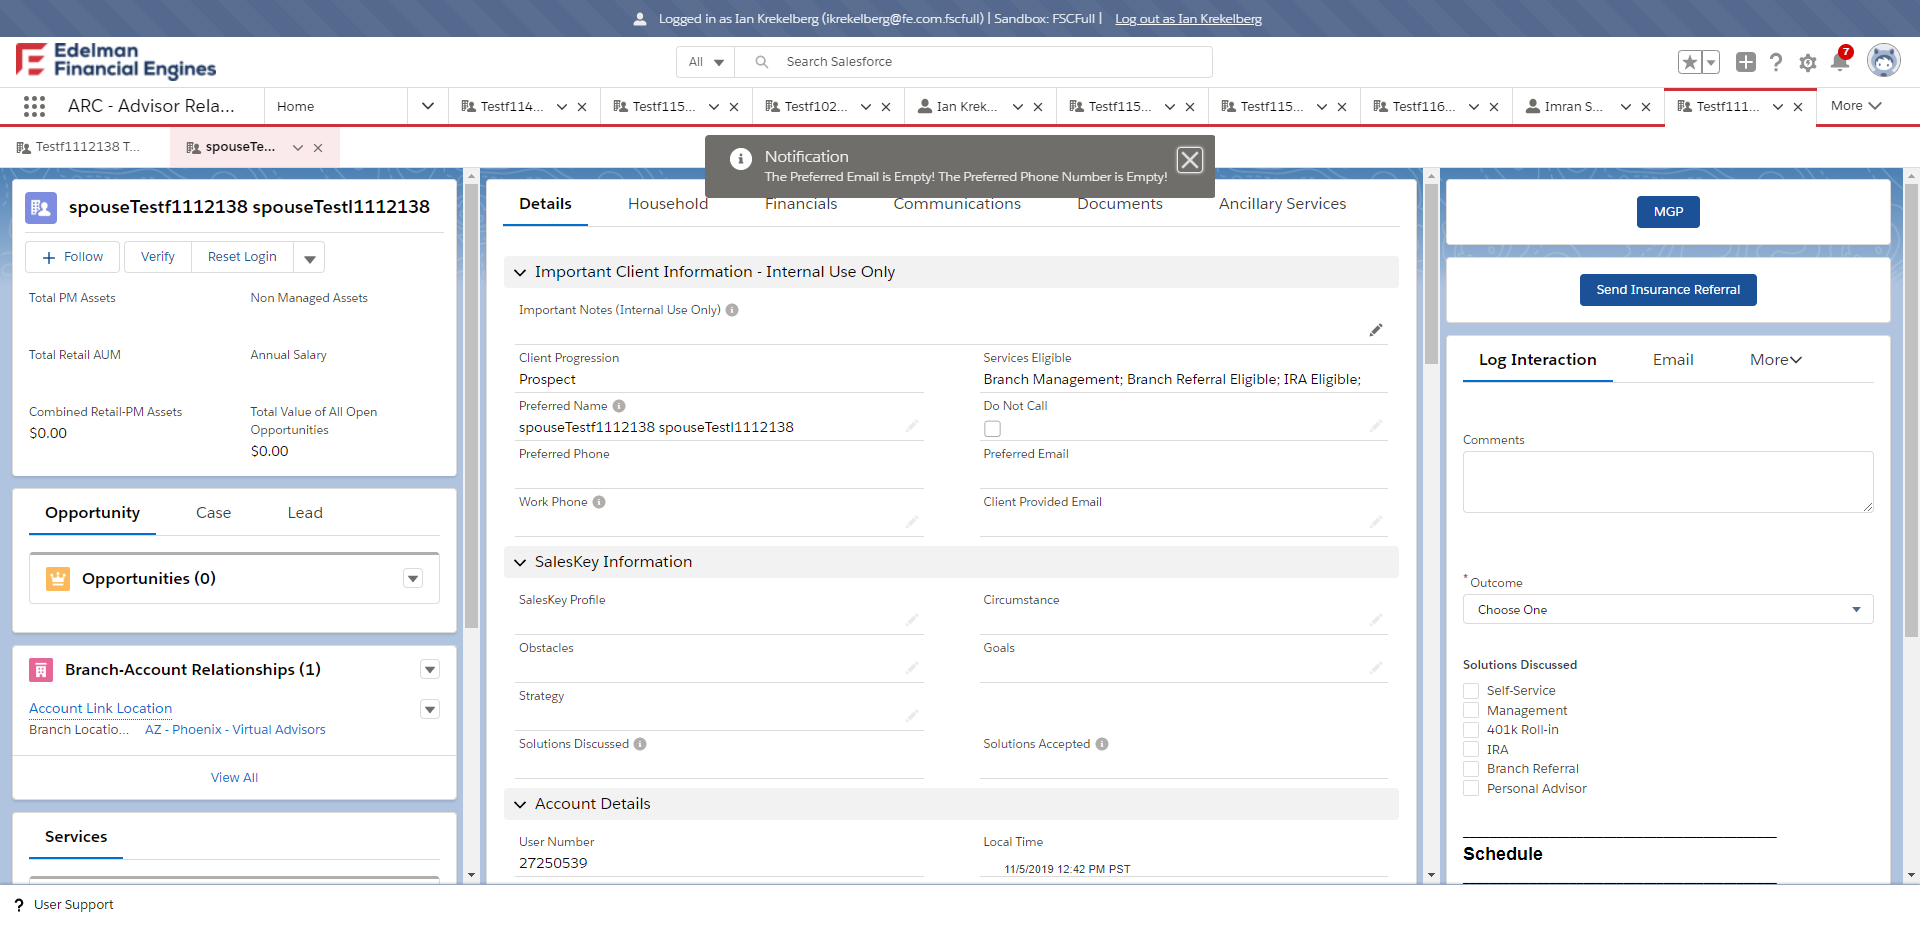 Logged in as Ian Krekelberg (ikrekelberg@fe.com.fscfull) | Sandbox: FSCFull | Log out as Ian Krekelberg
Edelman
Financial Engines
All
Search Salesforce
7
ARC - Advisor Rela...
Home
Testf114...
Testf115...
Testf102...
Ian Krek...
Testf115...
Testf115...
Testf116...
Imran S...
Testf111...
More
Testf1112138 T...
spouseTe...
Notification
The Preferred Email is Empty! The Preferred Phone Number is Empty!
spouseTestf1112138 spouseTestl1112138
Follow
Verify
Reset Login
Total PM Assets
Non Managed Assets
Total Retail AUM
Annual Salary
Combined Retail-PM Assets
$0.00
Total Value of All Open
Opportunities
$0.00
Opportunity
Case
Lead
Opportunities (0)
Branch-Account Relationships (1)
Account Link Location
Branch Locatio...
AZ - Phoenix - Virtual Advisors
View All
Services
Details
Household
Financials
Communications
Documents
Ancillary Services
Important Client Information - Internal Use Only
Important Notes (Internal Use Only)
Client Progression
Prospect
Services Eligible
Branch Management; Branch Referral Eligible; IRA Eligible;
Preferred Name
spouseTestf1112138 spouseTestl1112138
Do Not Call
Preferred Phone
Preferred Email
Work Phone
Client Provided Email
SalesKey Information
SalesKey Profile
Circumstance
Obstacles
Goals
Strategy
Solutions Discussed
Solutions Accepted
Account Details
User Number
27250539
Local Time
11/5/2019 12:42 PM PST
MGP
Send Insurance Referral
Log Interaction
Email
More
Comments
* Outcome
Choose One
Solutions Discussed
Self-Service
Management
401k Roll-in
IRA
Branch Referral
Personal Advisor
Schedule
? User Support